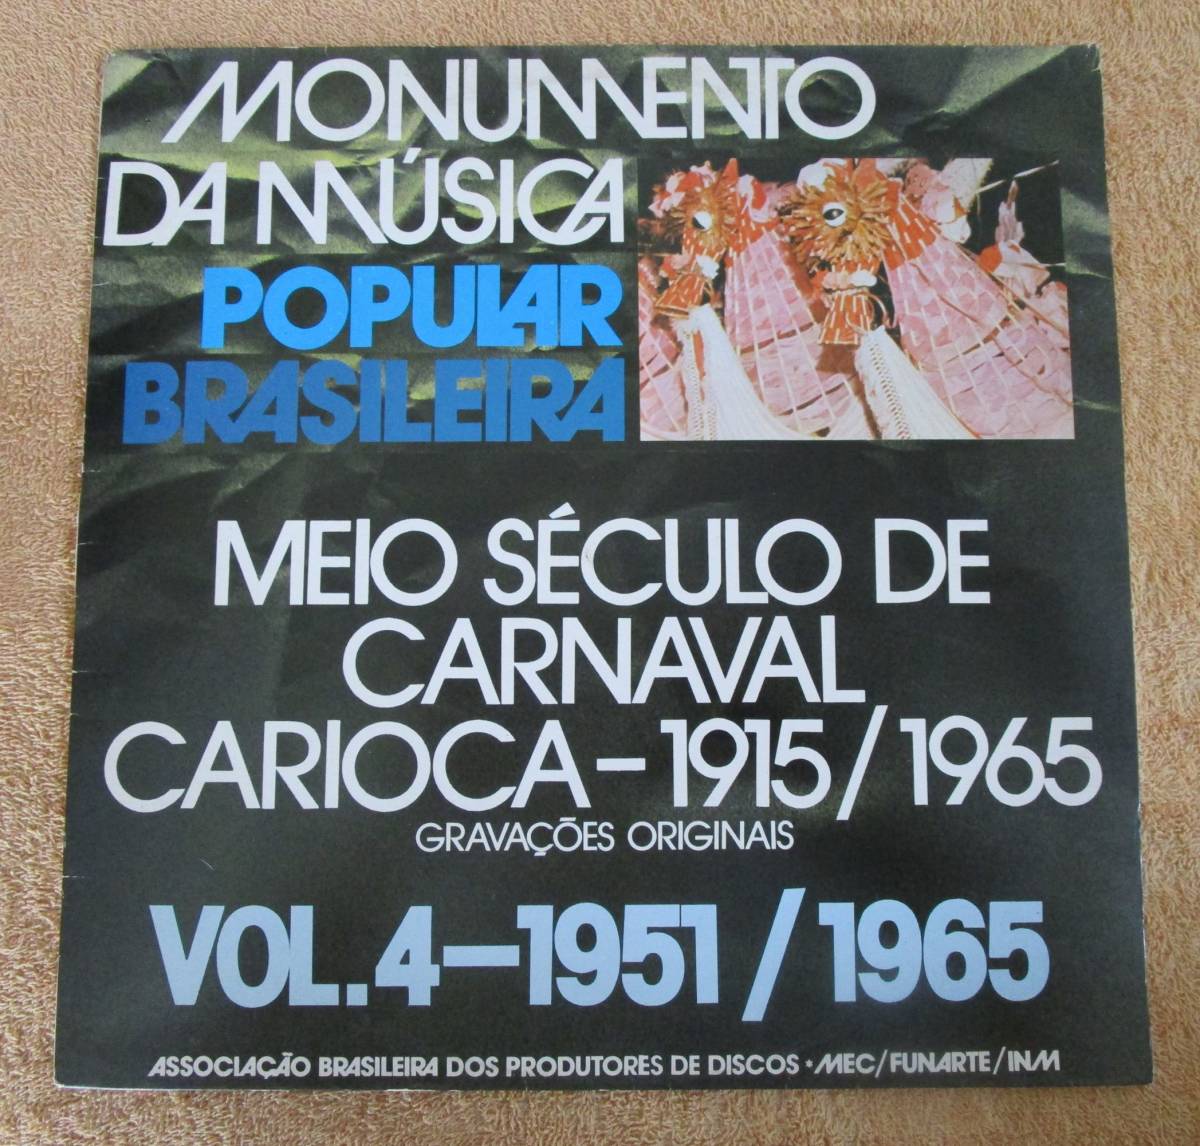 MONUMENTO
DA MÚSICA
POPULAR
BRASILEIRA
MEIO SÉCULO DE
CARNAVAL
CARIOCA - 1915/1965
GRAVAÇÕES ORIGINAIS
VOL.4-1951/1965
ASSOCIAÇÃO BRASILEIRA DOS PRODUTORES DE DISCOS * MEC/FUNARTE/INM